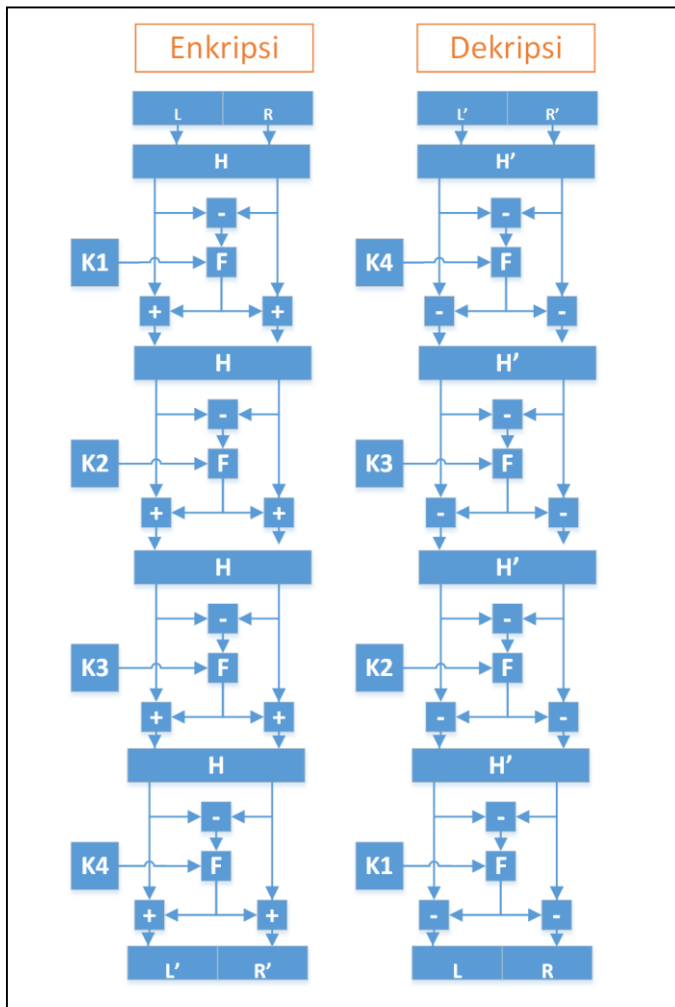 Enkripsi Dekripsi
L R L’ R’
H H’
- -
K1 F K4 F
+ + - -
H H’
- -
K2 F K3 F
+ + - -
H H’
- -
K3 F K2 F
+ + - -
H H’
- -
K4 F K1 F
+ + - -
L’ R’ L R